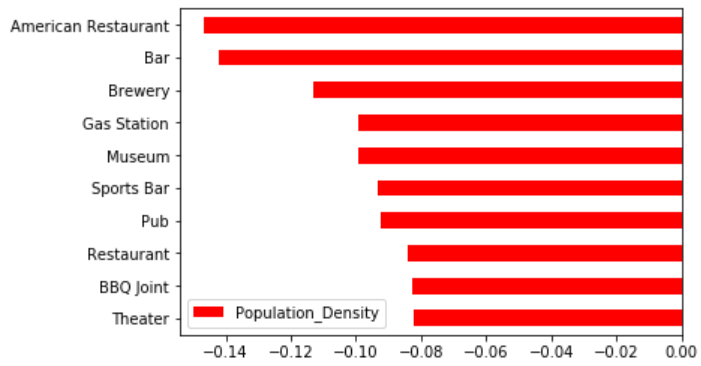 American Restaurant
Bar
Brewery
Gas Station
Museum
Sports Bar
Pub
Restaurant
BBQ Joint
Theater
Population_Density
−0.14 −0.12 −0.10 −0.08 −0.06 −0.04 −0.02 0.00